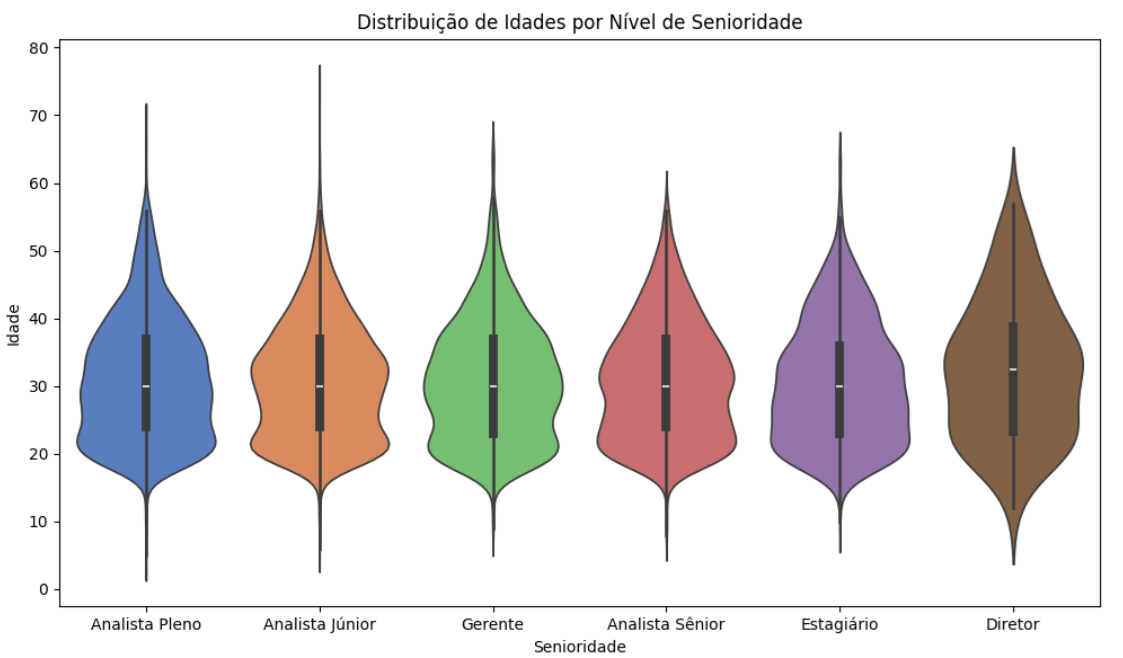 Distribuição de Idades por Nível de Senioridade
80
70
60
50
40
30
20
10
0
Idade
Analista Pleno
Analista Júnior
Gerente
Analista Sênior
Estagiário
Diretor
Senioridade